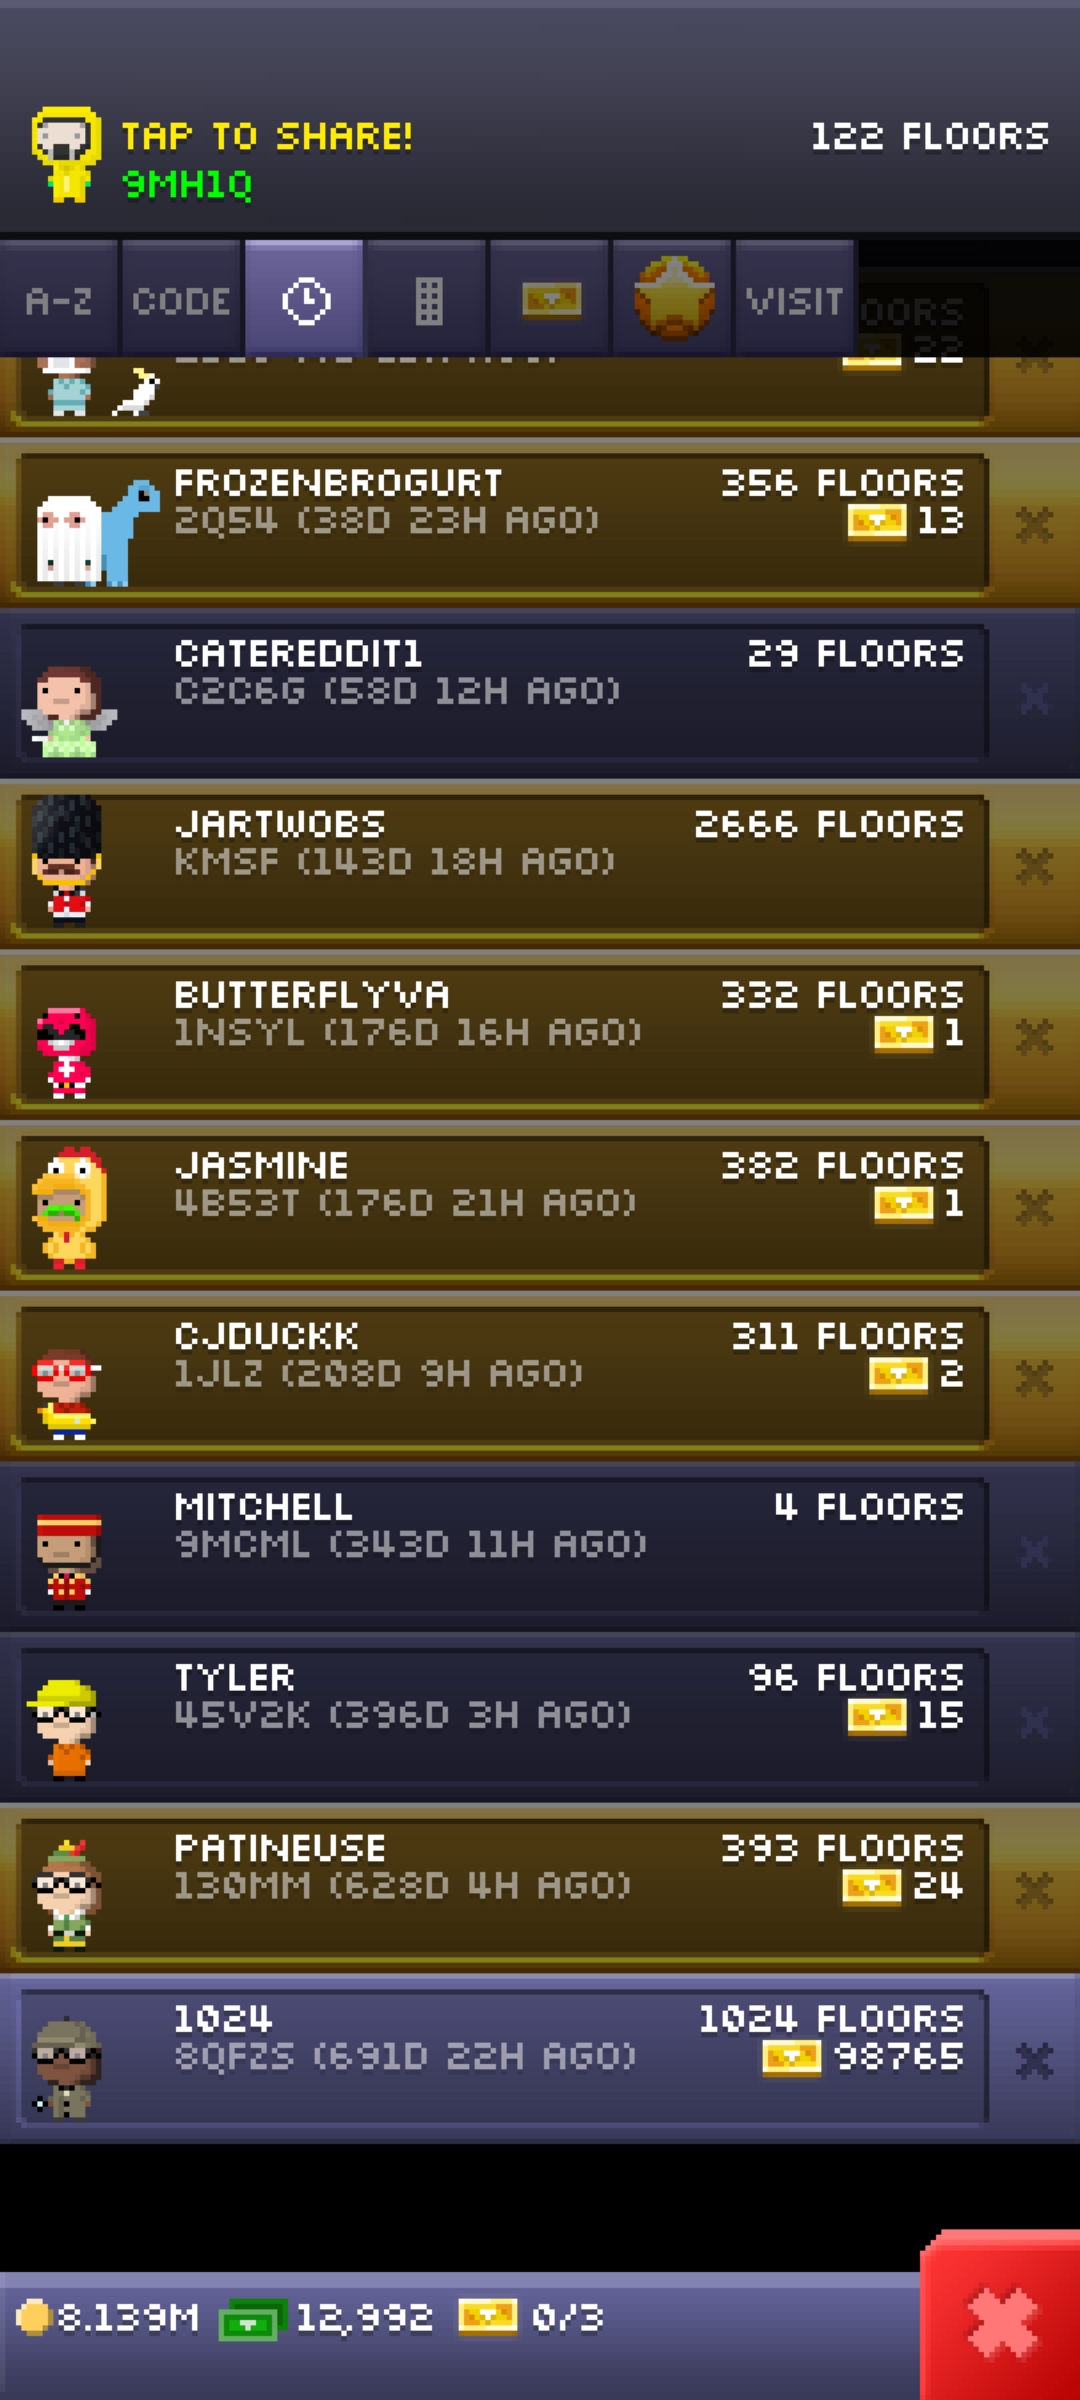 TAP TO SHARE!
122 FLOORS
9MH1Q
A-Z CODE VISIT
22
FROZENBROGURT 356 FLOORS
2Q54 (38D 23H AGO) 13
CATEREDDIT1 29 FLOORS
C2C6G (58D 12H AGO)
JARTWOBS 2666 FLOORS
KMSF (143D 18H AGO)
BUTTERFLYVA 332 FLOORS
1NSYL (176D 16H AGO) 1
JASMINE 382 FLOORS
4B53T (176D 21H AGO) 1
CJDUCKK 311 FLOORS
1JLZ (208D 9H AGO) 2
MITCHELL 4 FLOORS
9MCML (343D 11H AGO)
TYLER 96 FLOORS
45V2K (396D 3H AGO) 15
PATINEUSE 393 FLOORS
130MM (628D 4H AGO) 24
1024 1024 FLOORS
8QFZS (691D 22H AGO) 98765
8.139M 12,992 0/3